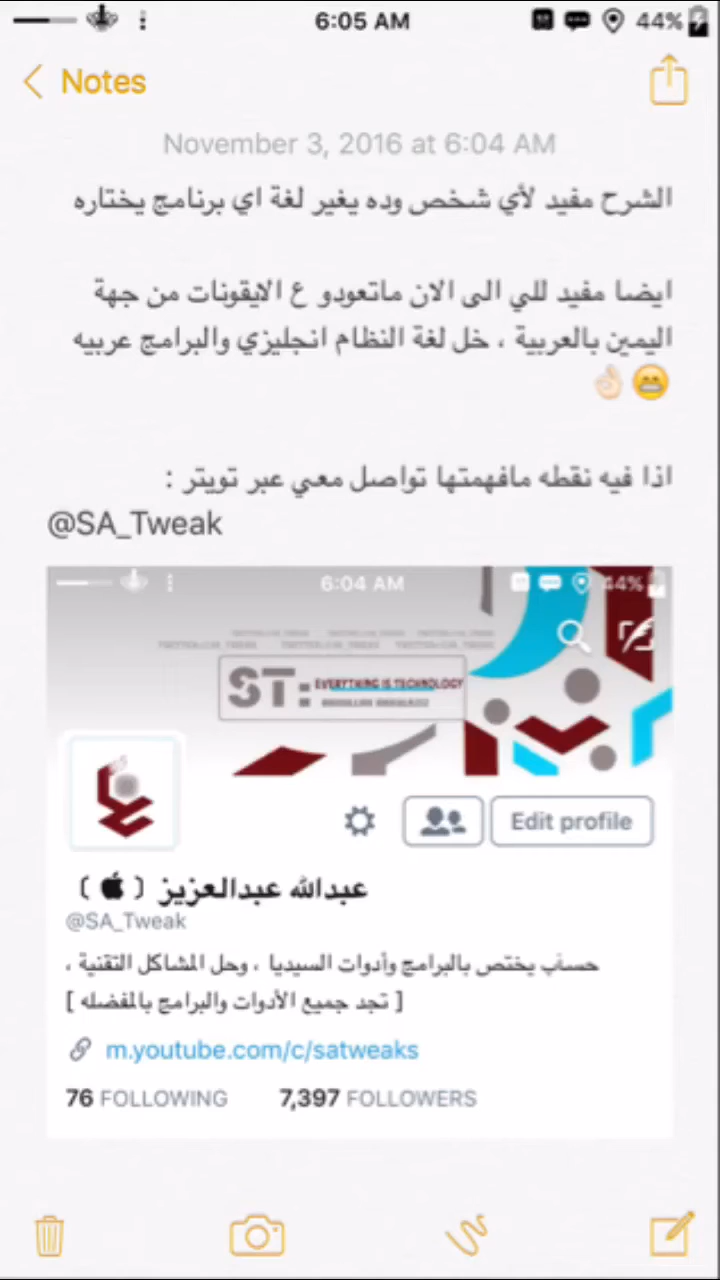 6:05 AM
44%
Notes
November 3, 2016 at 6:04 AM
الشرح مفيد لأي شخص وده يغير لغة اي برنامج يختاره
ايضا مفيد للي الى الان ماتعودو ع الايقونات من جهة
اليمين بالعربية ، خل لغة النظام انجليزي والبرامج عربيه
😁👌🏻
اذا فيه نقطه مافهمتها تواصل معي عبر تويتر :
@SA_Tweak
6:04 AM
44%
ST: EVERYTHING IS TECHNOLOGY
Edit profile
عبدالله عبدالعزيز ( )
@SA_Tweak
حساب يختص بالبرامج وأدوات السيديا ، وحل المشاكل التقنية ،
[ تجد جميع الأدوات والبرامج بالمفضله ]
m.youtube.com/c/satweaks
76 FOLLOWING 7,397 FOLLOWERS